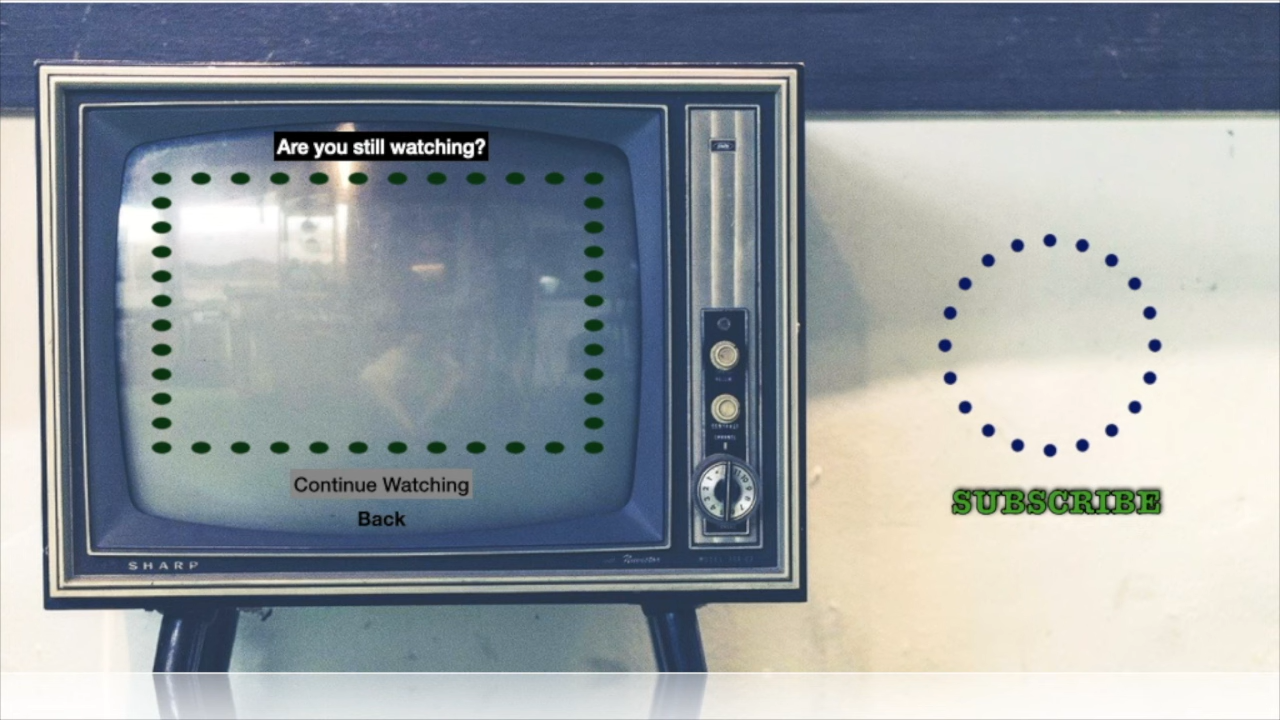 Are you still watching?
Continue Watching
Back
SHARP
SUBSCRIBE